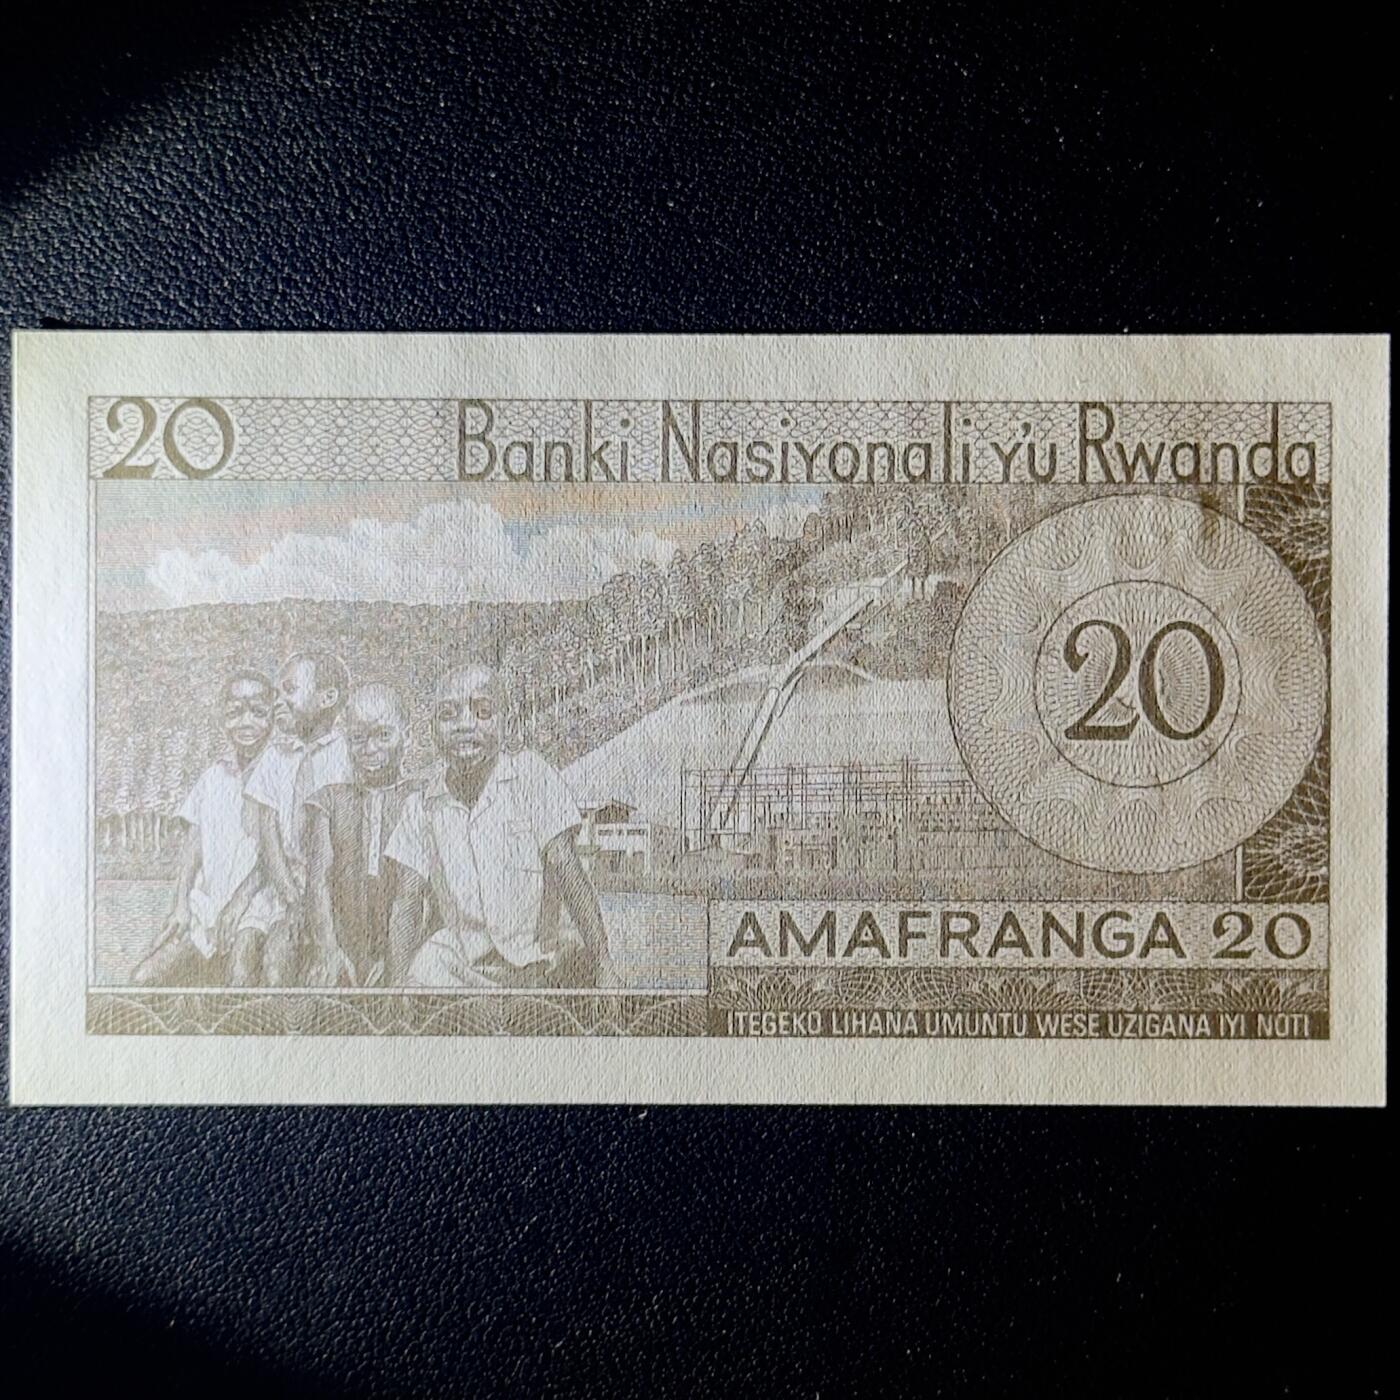 20
Banki Nasiyonali y'u Rwanda
20
AMAFRANGA 20
ITEGEKO LIHANA UMUNTU WESE UZIGANA IYI NOTI